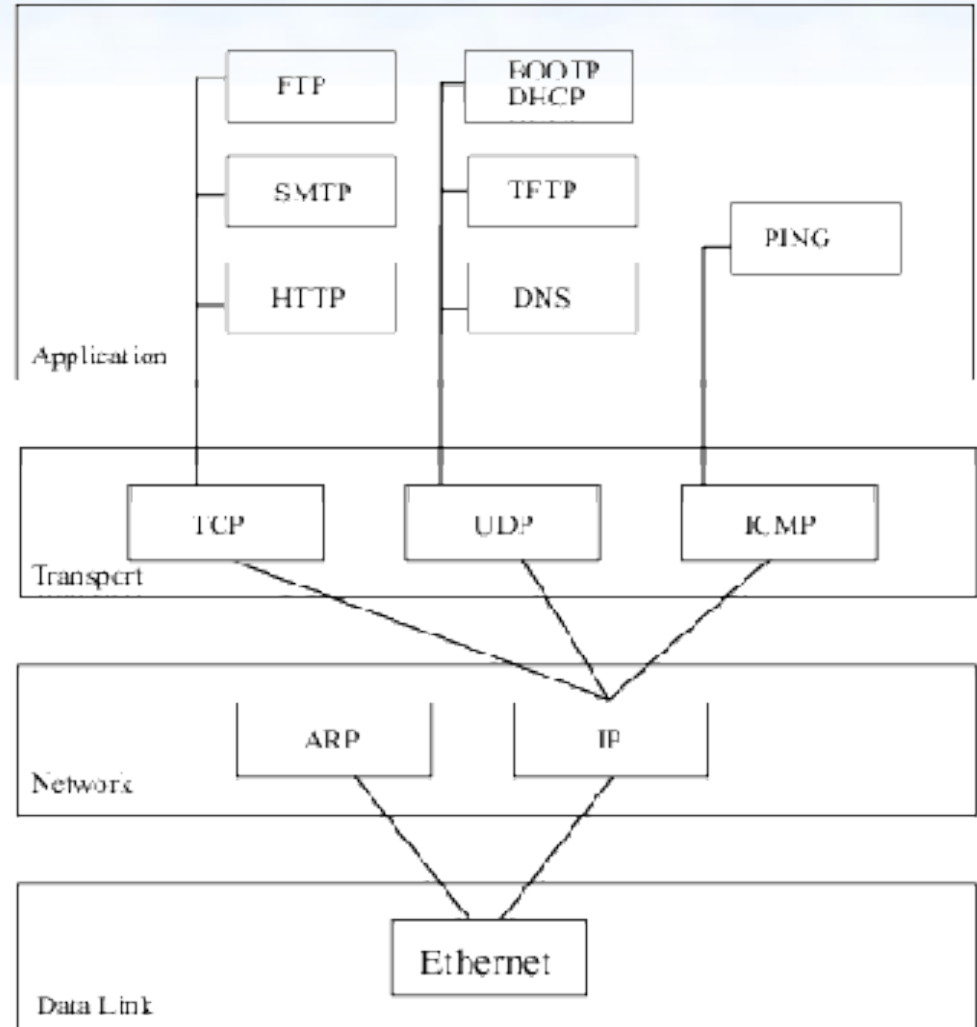 FTP
BOOTP
DHCP
SMTP
TFTP
PING
HTTP
DNS
Application
TCP
UDP
ICMP
Transport
ARP
IP
Network
Ethernet
Data Link